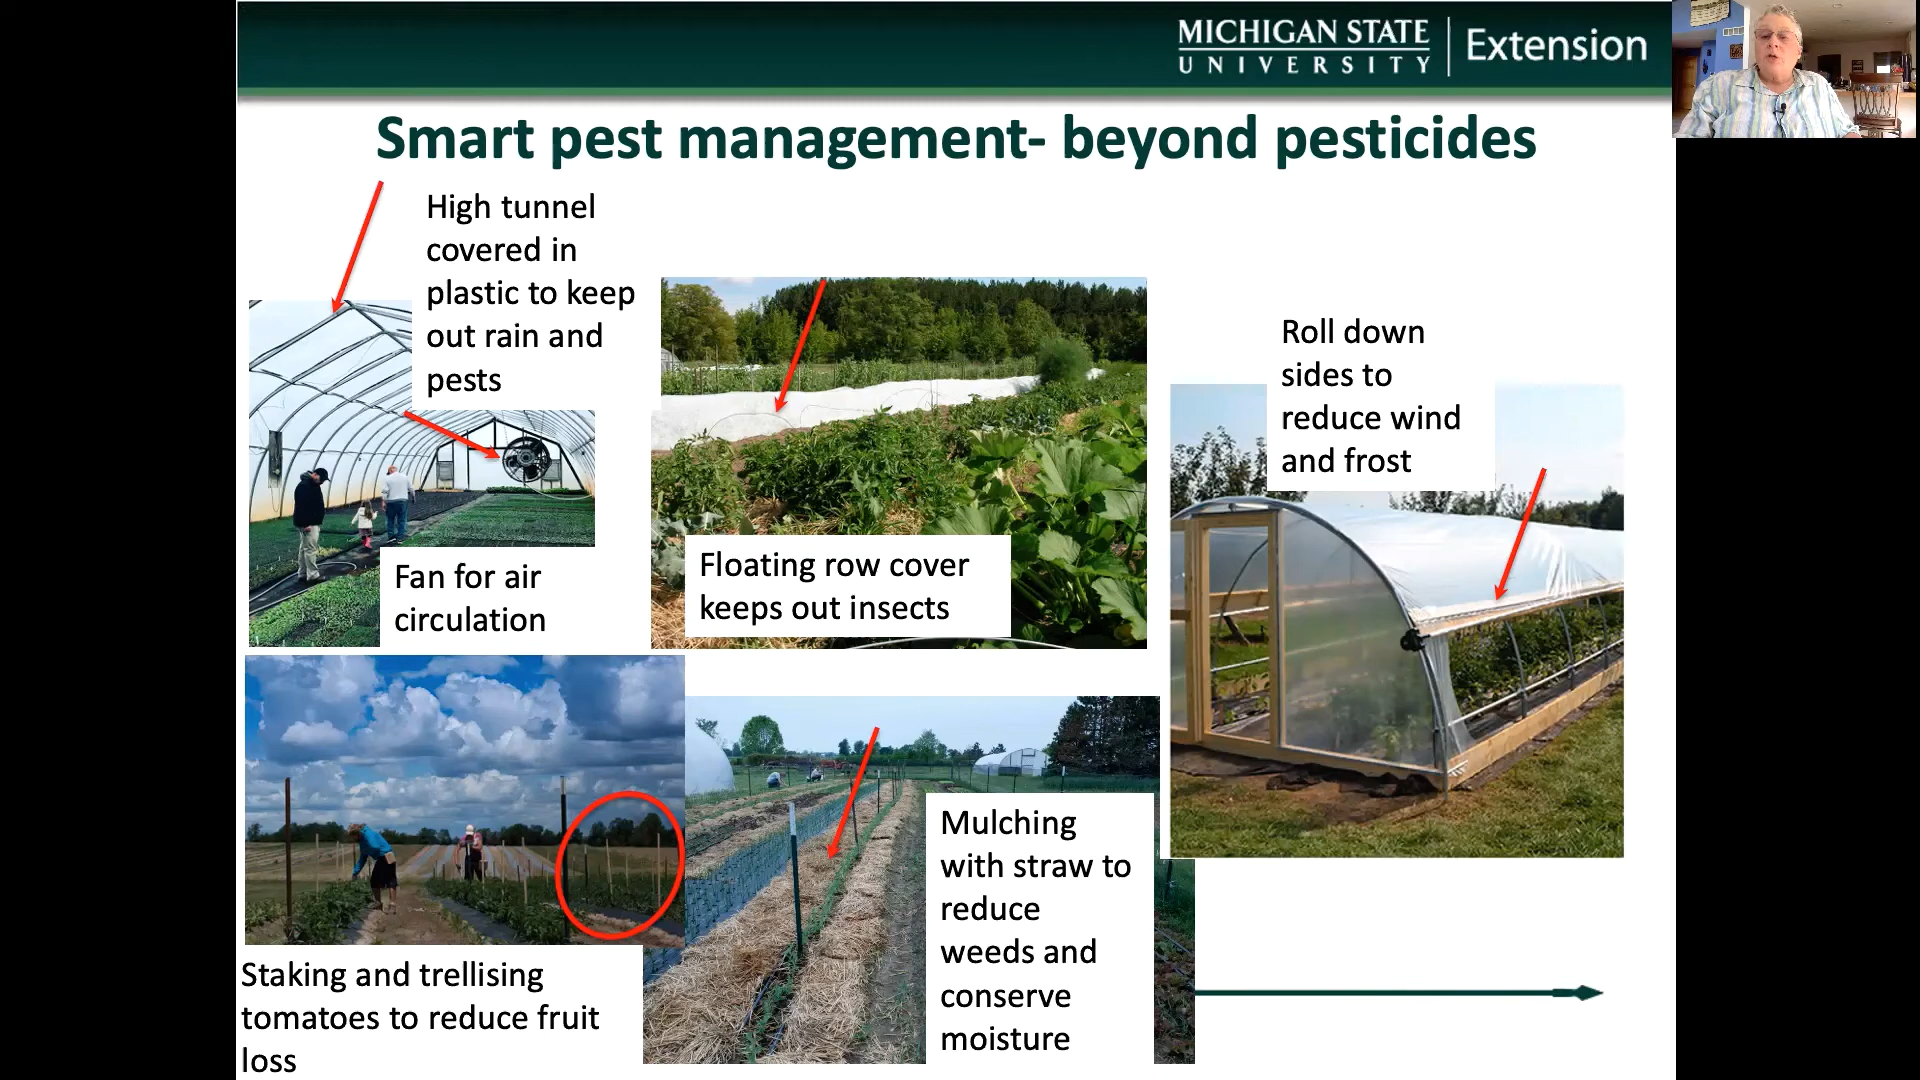 MICHIGAN STATE
UNIVERSITY
Extension
Smart pest management- beyond pesticides
High tunnel
covered in
plastic to keep
out rain and
pests
Fan for air
circulation
Floating row cover
keeps out insects
Roll down
sides to
reduce wind
and frost
Staking and trellising
tomatoes to reduce fruit
loss
Mulching
with straw to
reduce
weeds and
conserve
moisture